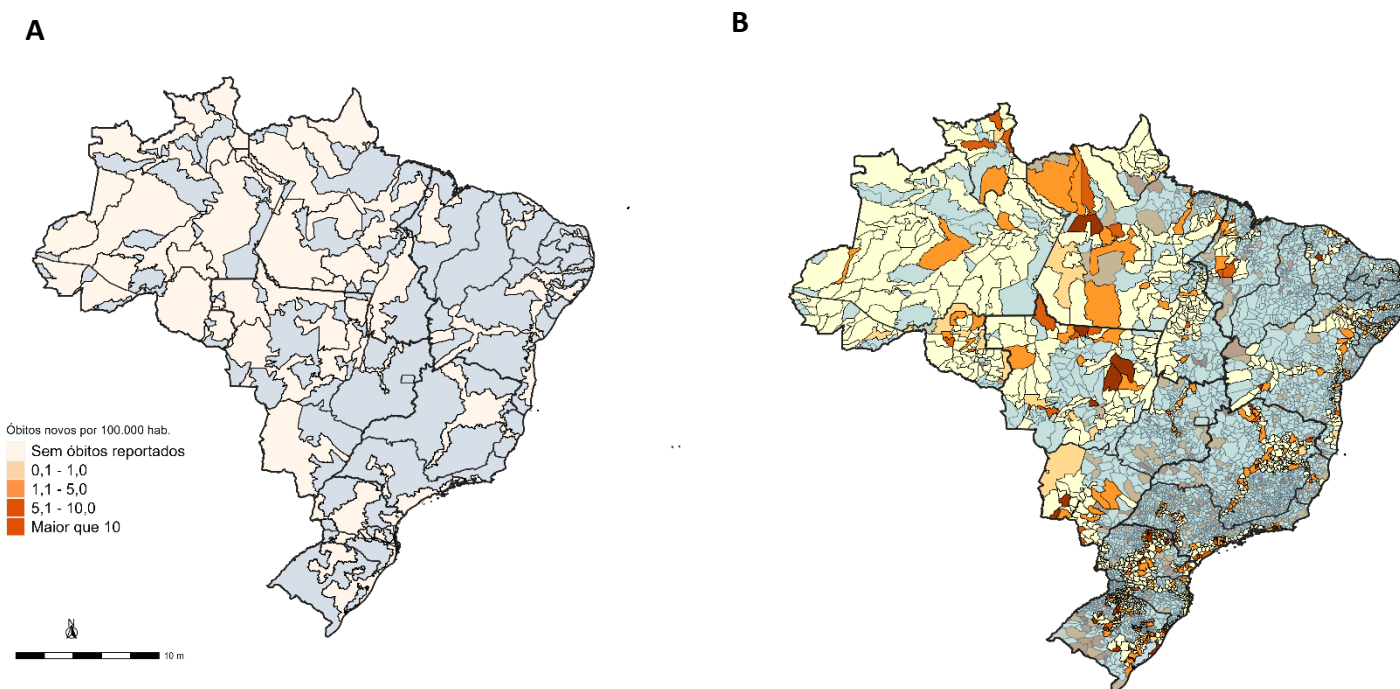 A
B
Óbitos novos por 100.000 hab.
Sem óbitos reportados
0,1 - 1,0
1,1 - 5,0
5,1 - 10,0
Maior que 10
N
10 m